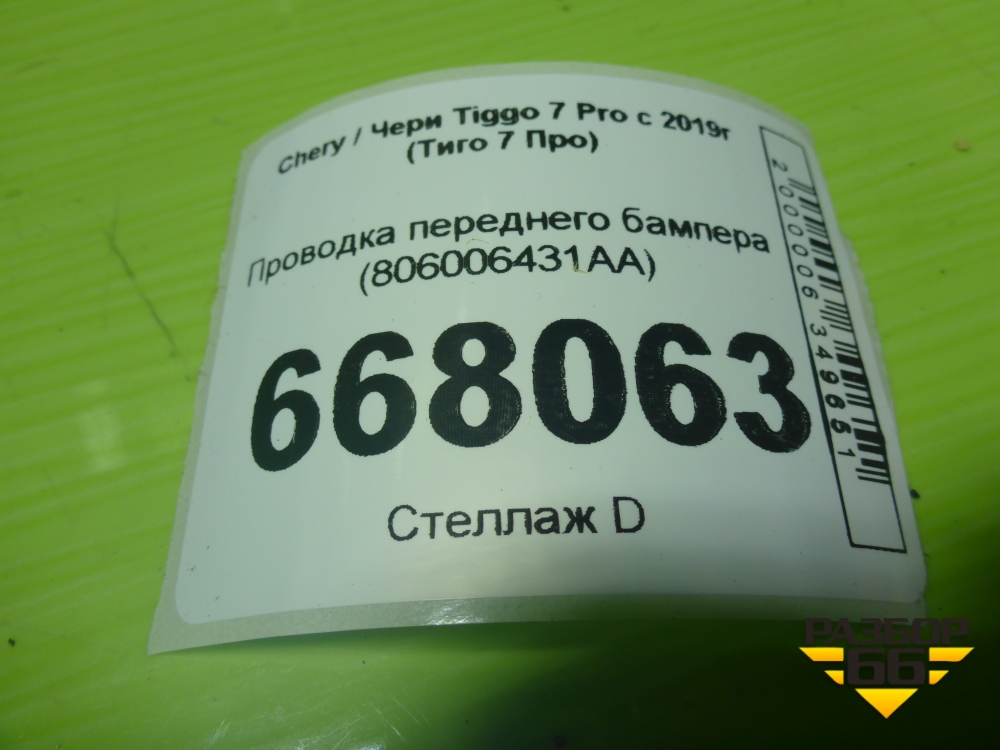 Chery / Чери Tiggo 7 Pro с 2019г
(Тиго 7 Про)
Проводка переднего бампера
(806006431AA)
668063
Стеллаж D
2000006349661
РАЗБОР
66